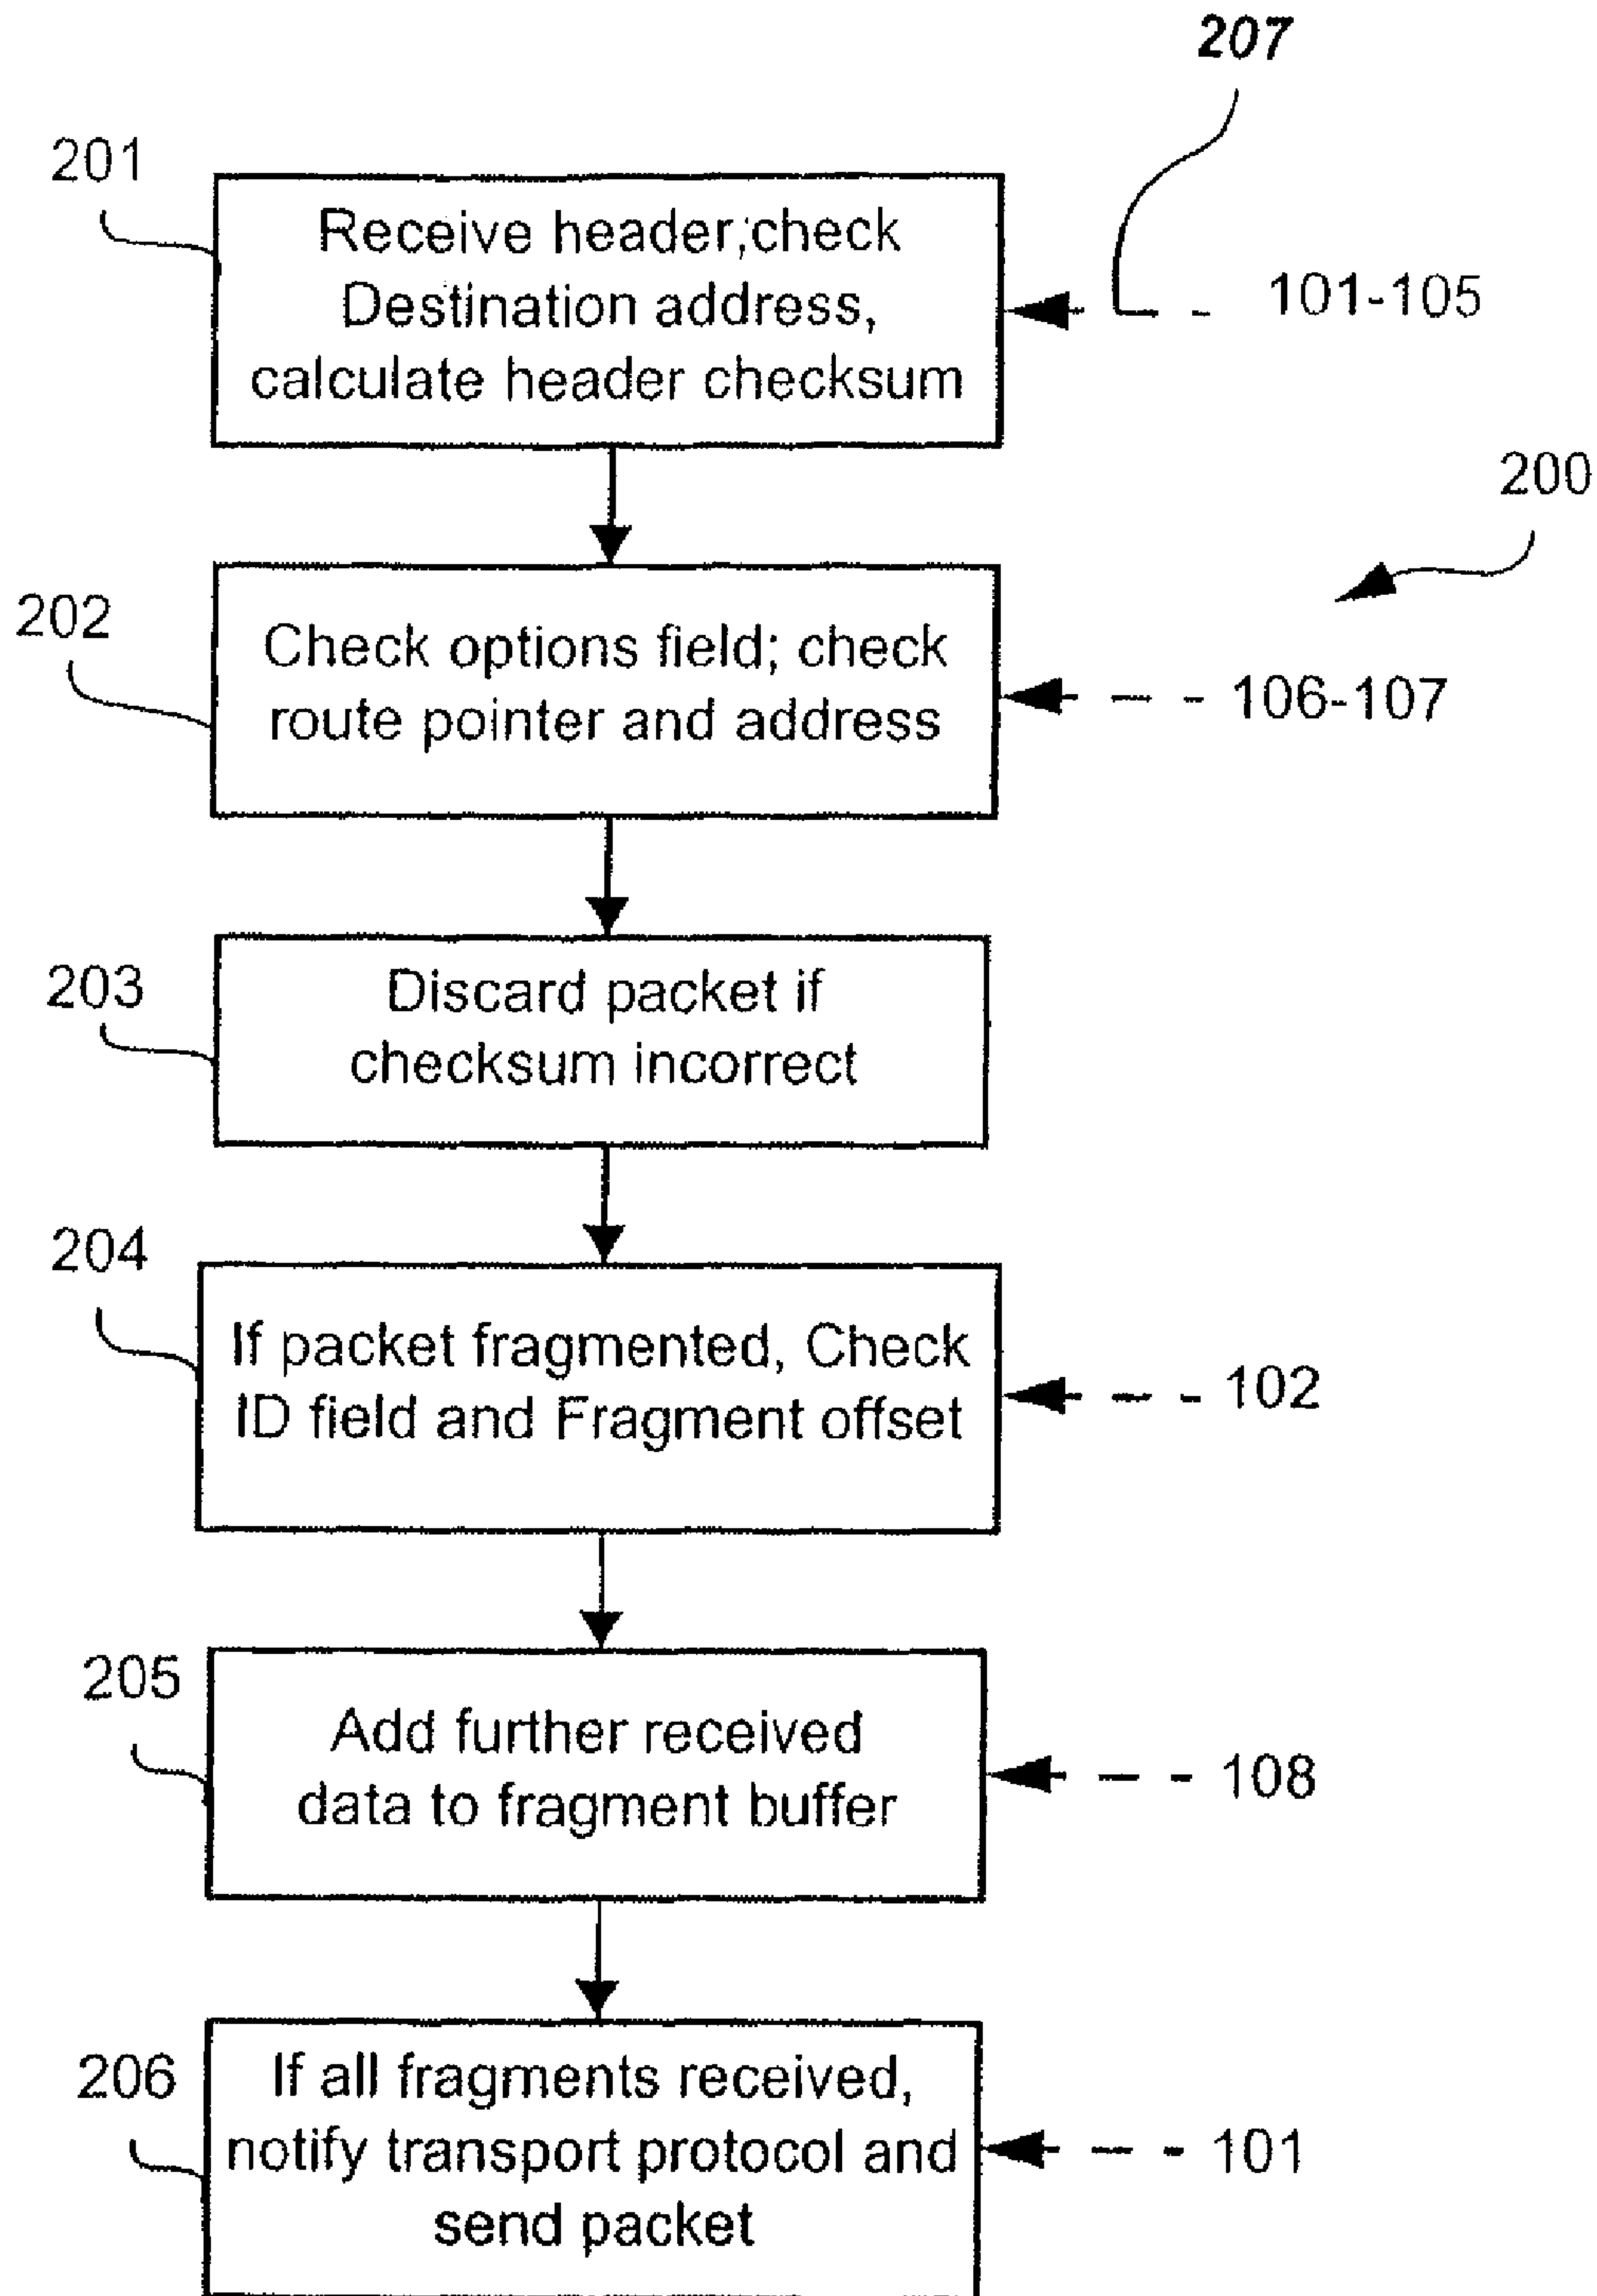 207
201
Receive header,check
Destination address,
calculate header checksum
101-105
200
202
Check options field; check
route pointer and address
106-107
203
Discard packet if
checksum incorrect
204
If packet fragmented, Check
ID field and Fragment offset
102
205
Add further received
data to fragment buffer
108
206
If all fragments received,
notify transport protocol and
send packet
101